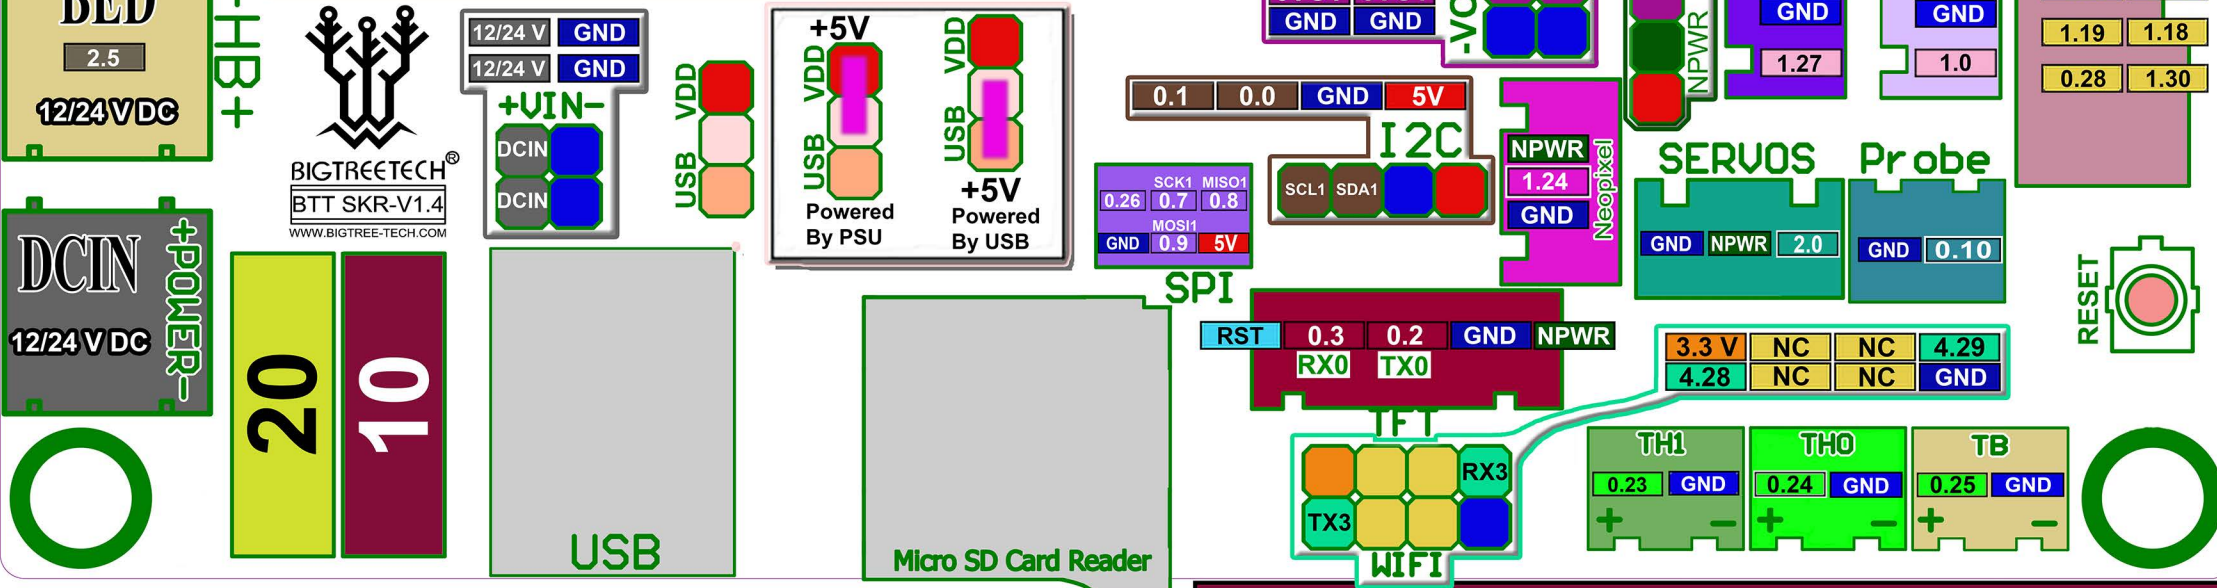 BED
2.5
12/24 V DC
+HB+
BIGTREETECH®
BTT SKR-V1.4
WWW.BIGTREE-TECH.COM
12/24 V GND
12/24 V GND
+VIN-
DCIN
DCIN
VDD
USB
+5V
VDD
USB
Powered
By PSU
VDD
USB
+5V
Powered
By USB
GND GND
0.1 0.0 GND 5V
I2C
SCL1 SDA1
SCK1 MISO1
0.26 0.7 0.8
MOSI1
GND 0.9 5V
SPI
NPWR
1.24
GND
Neopixel
NPWR
GND
1.27
GND
1.0
1.19 1.18
0.28 1.30
SERVOS
GND NPWR 2.0
Probe
GND 0.10
RESET
DCIN
12/24 V DC
+POWER-
20
10
USB
Micro SD Card Reader
RST 0.3 0.2 GND NPWR
RX0 TX0
TFT
3.3 V NC NC 4.29
4.28 NC NC GND
RX3
TX3
WIFI
TH1
0.23 GND
+ -
TH0
0.24 GND
+ -
TB
0.25 GND
+ -